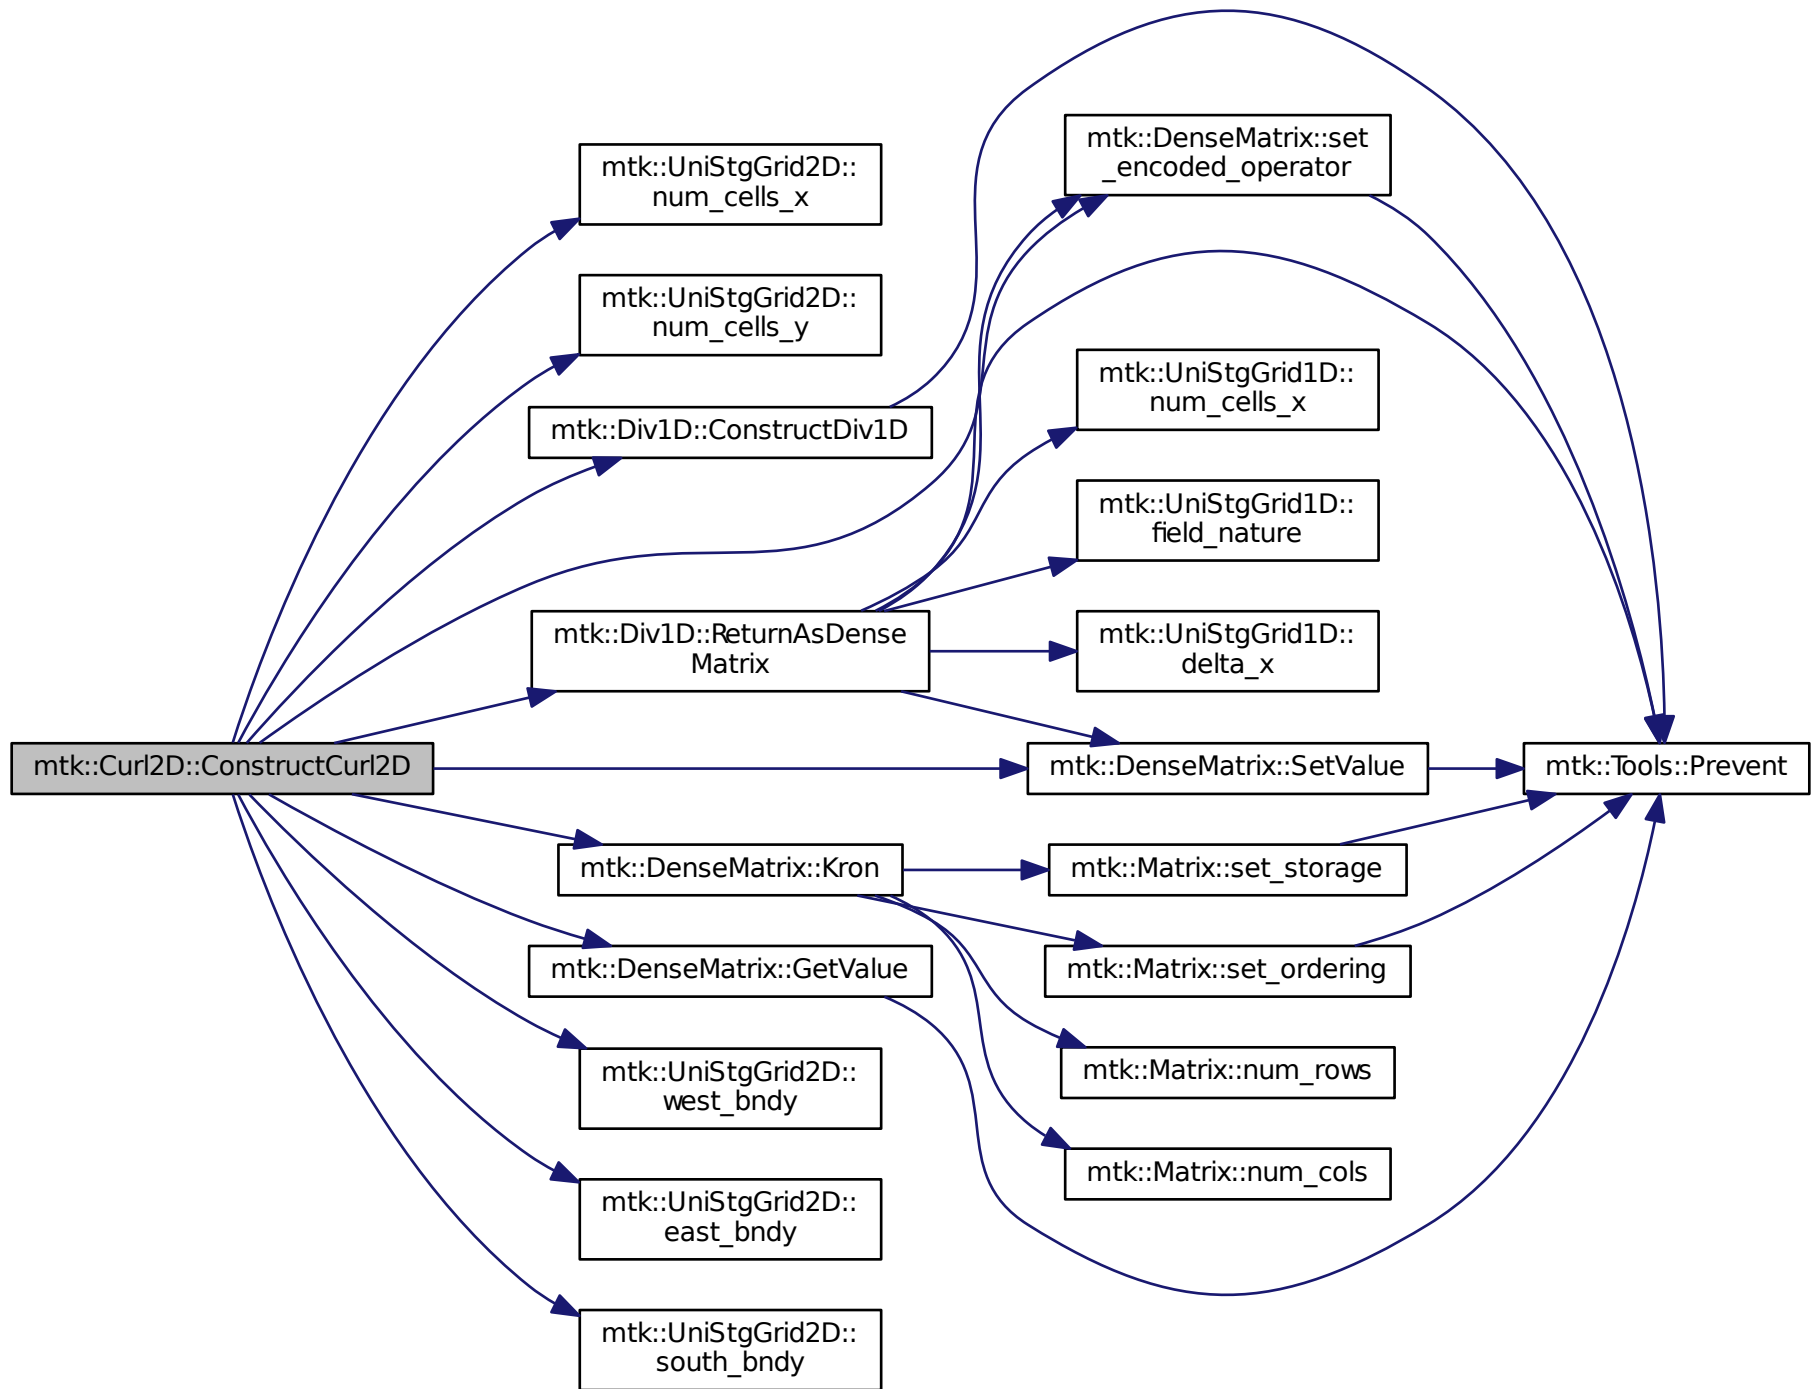 mtk::Curl2D::ConstructCurl2D
mtk::UniStgGrid2D::
num_cells_x
mtk::UniStgGrid2D::
num_cells_y
mtk::Div1D::ConstructDiv1D
mtk::Div1D::ReturnAsDense
Matrix
mtk::DenseMatrix::Kron
mtk::DenseMatrix::GetValue
mtk::UniStgGrid2D::
west_bndy
mtk::UniStgGrid2D::
east_bndy
mtk::UniStgGrid2D::
south_bndy
mtk::DenseMatrix::set
_encoded_operator
mtk::UniStgGrid1D::
num_cells_x
mtk::UniStgGrid1D::
field_nature
mtk::UniStgGrid1D::
delta_x
mtk::DenseMatrix::SetValue
mtk::Matrix::set_storage
mtk::Matrix::set_ordering
mtk::Matrix::num_rows
mtk::Matrix::num_cols
mtk::Tools::Prevent